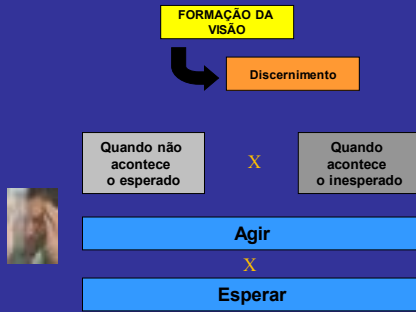 FORMAÇÃO DA
VISÃO
Discernimento
Quando não
acontece
o esperado
X
Quando
acontece
o inesperado
Agir
X
Esperar